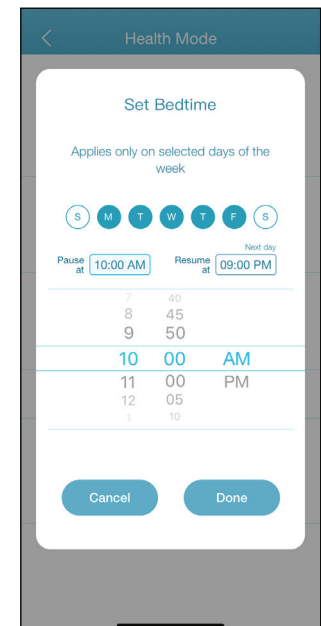 Health Mode
Set Bedtime
Applies only on selected days of the
week
S M T W T F S
Next day
Pause at 10:00 AM Resume at 09:00 PM
7 40
8 45
9 50
10 00 AM
11 00 PM
12 05
1 10
Cancel Done